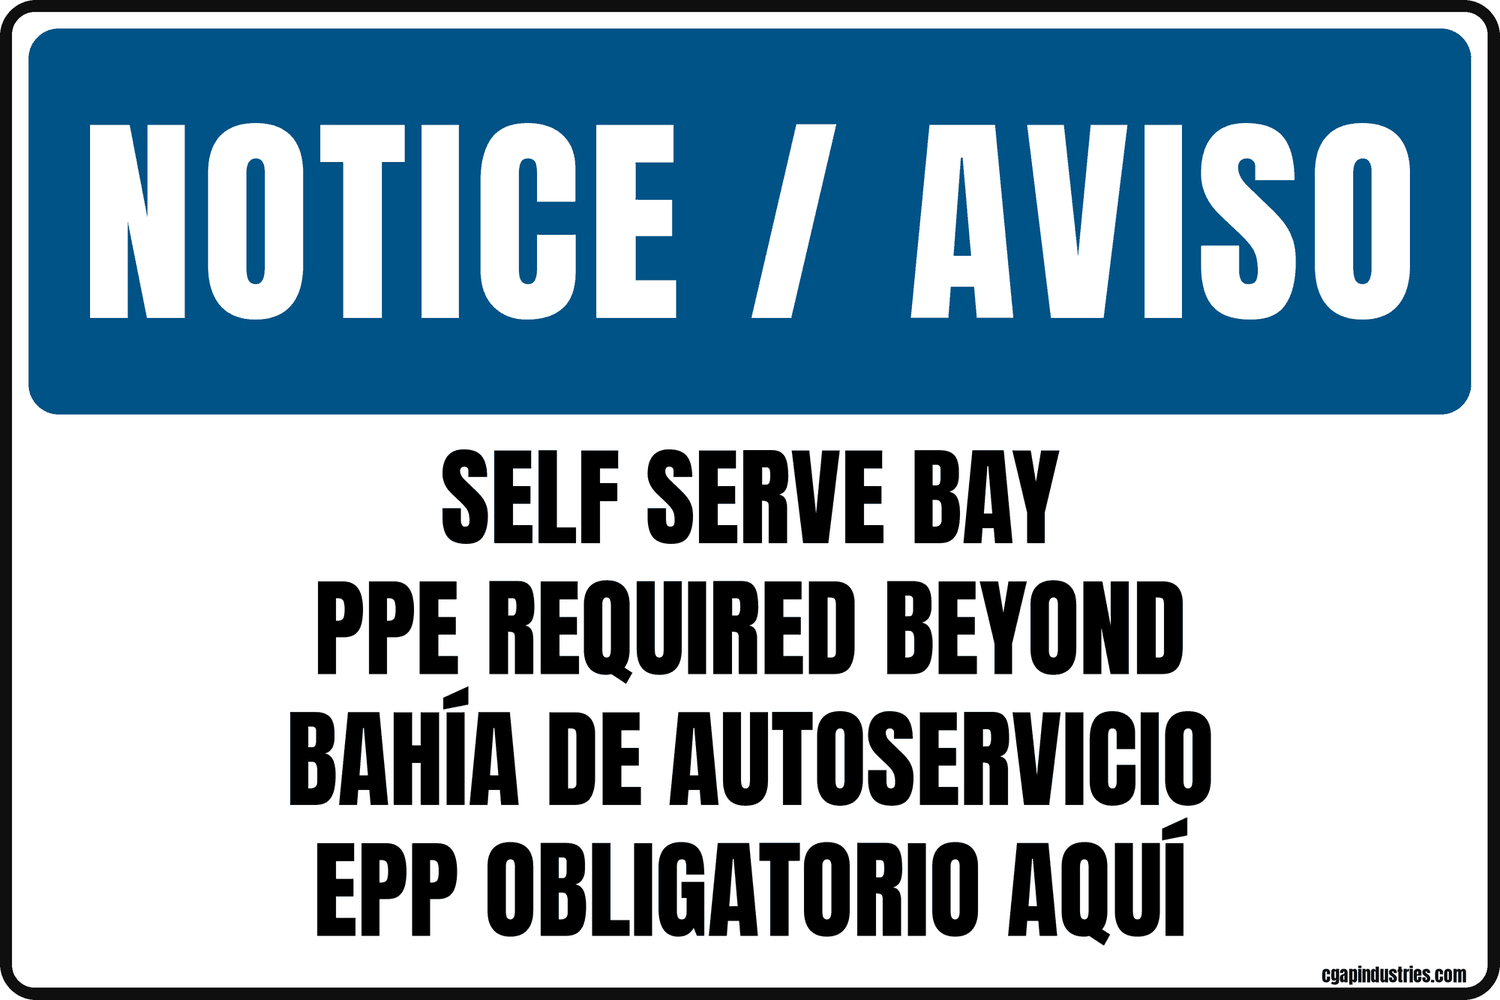 NOTICE / AVISO
SELF SERVE BAY
PPE REQUIRED BEYOND
BAHÍA DE AUTOSERVICIO
EPP OBLIGATORIO AQUÍ
cgapindustries.com